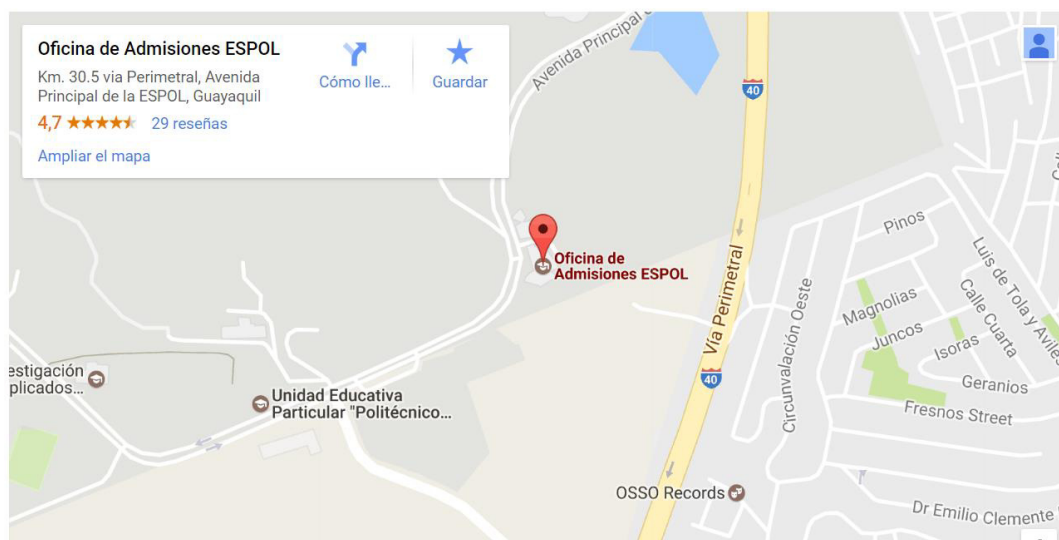 Oficina de Admisiones ESPOL
Km. 30.5 via Perimetral, Avenida
Principal de la ESPOL, Guayaquil
4,7
29 reseñas
Ampliar el mapa
Cómo lle...
Guardar
Avenida Principal
40
Oficina de
Admisiones ESPOL
Vía Perimetral
40
Circunvalación Oeste
Pinos
Luis de Tola y Aviles
Magnolias
Calle Cuarta
Juncos
Isoras
Geranios
Fresnos Street
estigación
plicados...
Unidad Educativa
Particular "Politécnico...
OSSO Records
Dr Emilio Clemente